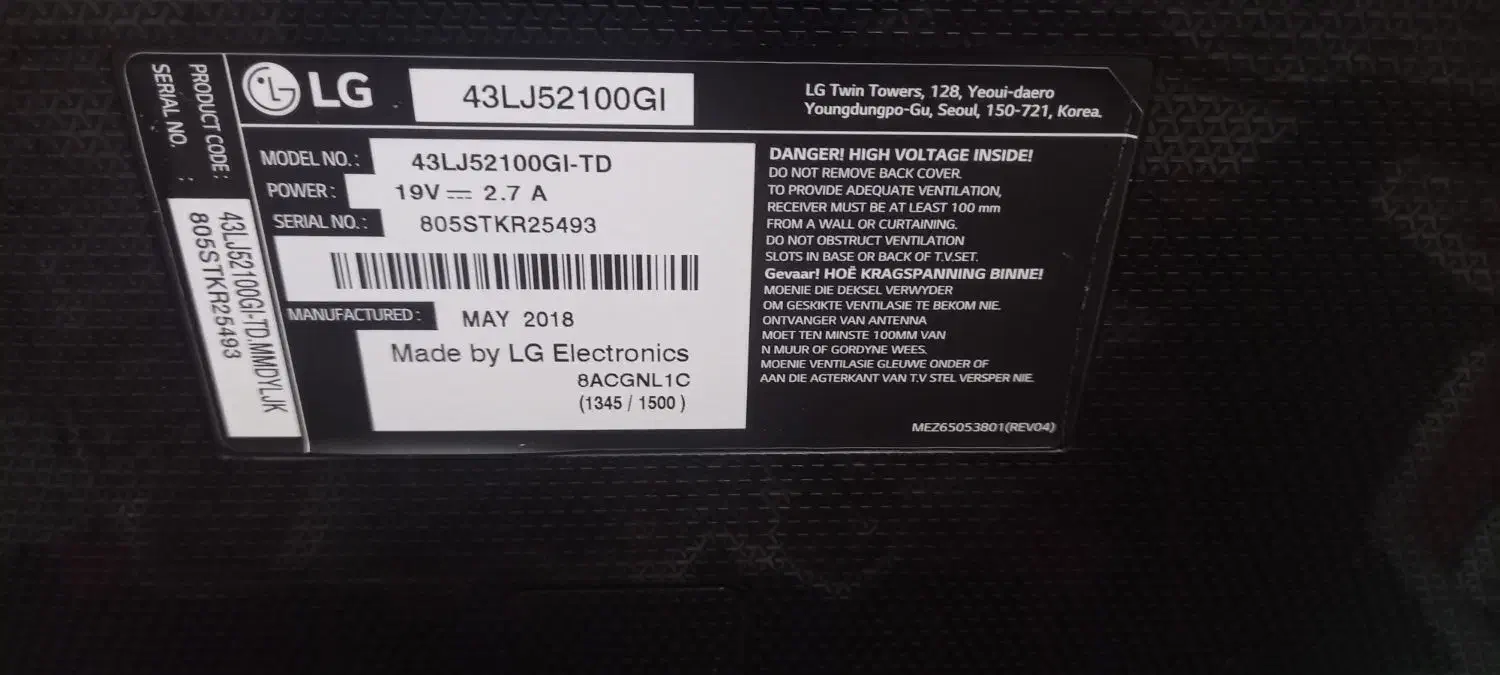 LG
43LJ52100GI
LG Twin Towers, 128, Yeoui-daero
Youngdungpo-Gu, Seoul, 150-721, Korea.
MODEL NO.: 43LJ52100GI-TD
POWER: 19V 2.7 A
SERIAL NO.: 805STKR25493
MANUFACTURED: MAY 2018
Made by LG Electronics
8ACGNL1C
(1345 / 1500)
DANGER! HIGH VOLTAGE INSIDE!
DO NOT REMOVE BACK COVER.
TO PROVIDE ADEQUATE VENTILATION,
RECEIVER MUST BE AT LEAST 100 mm
FROM A WALL OR CURTAINING.
DO NOT OBSTRUCT VENTILATION
SLOTS IN BASE OR BACK OF T.V.SET.
Gevaar! HOË KRAGSPANNING BINNE!
MOENIE DIE DEKSEL VERWYDER
OM GESKIKTE VENTILASIE TE BEKOM NIE.
ONTVANGER VAN ANTENNA
MOET TEN MINSTE 100MM VAN
N MUUR OF GORDYNE WEES.
MOENIE VENTILASIE GLEUWE ONDER OF
AAN DIE AGTERKANT VAN T.V STEL VERSPER NIE.
MEZ65053801(REV04)
PRODUCT CODE : 43LJ52100GI-TD.MMDYLJK
SERIAL NO. : 805STKR25493